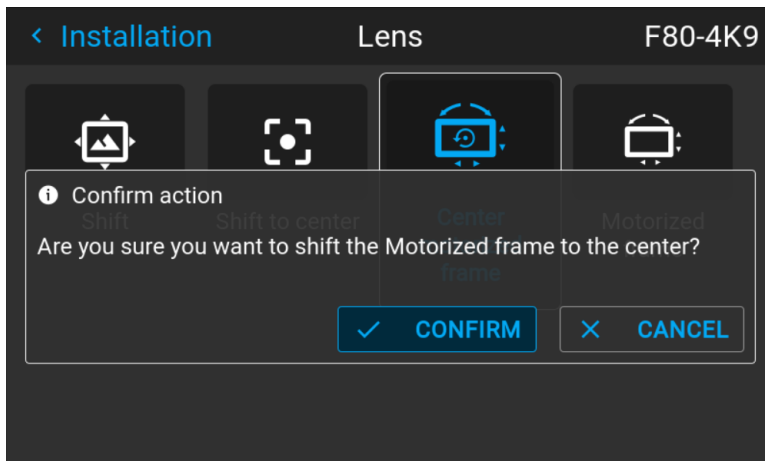 Installation
Lens
F80-4K9
Confirm action
Shift
Shift to center
Center
Motorized
Are you sure you want to shift the Motorized frame to the center?
frame
CONFIRM
CANCEL